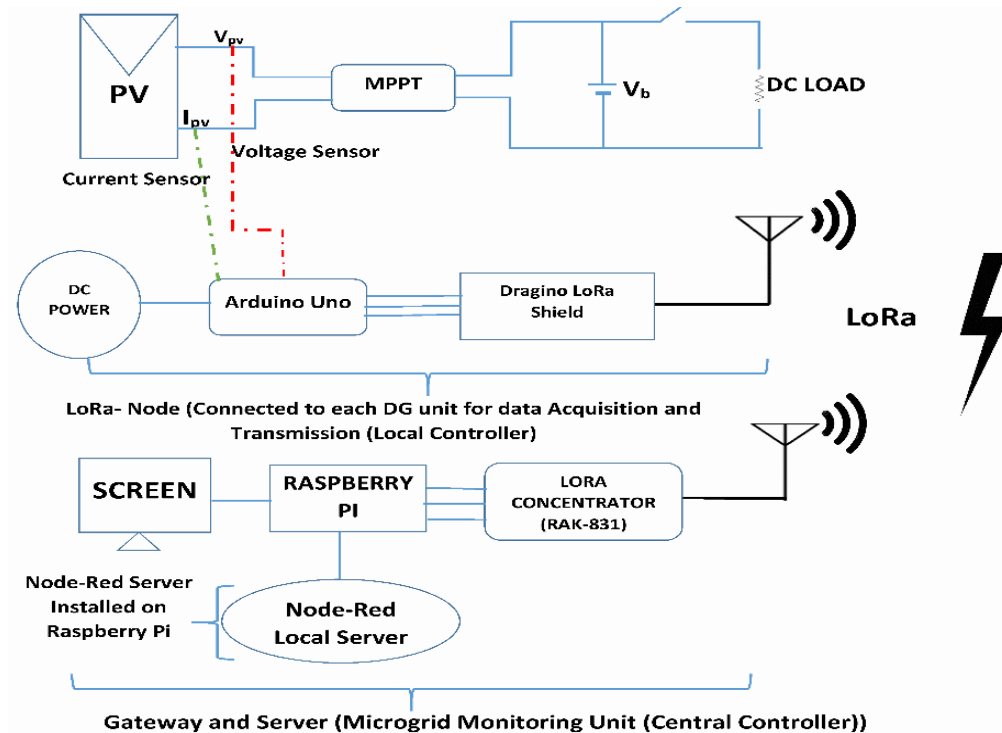 Vpv
PV
MPPT
Vb
DC LOAD
Ipv
Voltage Sensor
Current Sensor
DC
POWER
Arduino Uno
Dragino LoRa
Shield
LoRa
LoRa- Node (Connected to each DG unit for data Acquisition and
Transmission (Local Controller)
SCREEN
RASPBERRY
PI
LORA
CONCENTRATOR
(RAK-831)
Node-Red Server
Installed on
Raspberry Pi
Node-Red
Local Server
Gateway and Server (Microgrid Monitoring Unit (Central Controller))